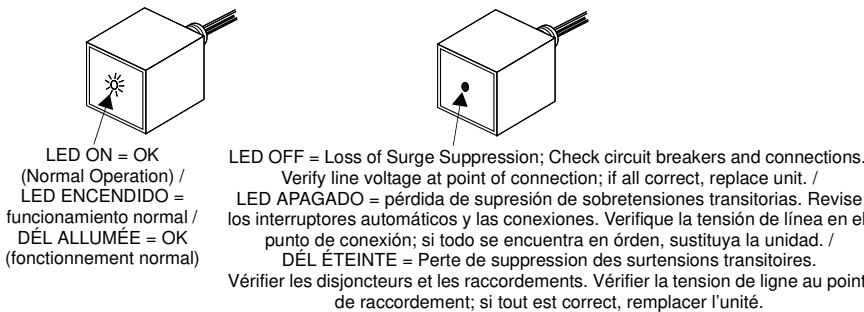 LED ON = OK
(Normal Operation) /
LED ENCENDIDO =
funcionamiento normal /
DÉL ALLUMÉE = OK
(fonctionnement normal)
LED OFF = Loss of Surge Suppression; Check circuit breakers and connections.
Verify line voltage at point of connection; if all correct, replace unit. /
LED APAGADO = pérdida de supresión de sobretensiones transitorias. Revise
los interruptores automáticos y las conexiones. Verifique la tensión de línea en el
punto de conexión; si todo se encuentra en órden, sustituya la unidad. /
DÉL ÉTEINTE = Perte de suppression des surtensions transitoires.
Vérifier les disjoncteurs et les raccordements. Vérifier la tension de ligne au point
de raccordement; si tout est correct, remplacer l'unité.